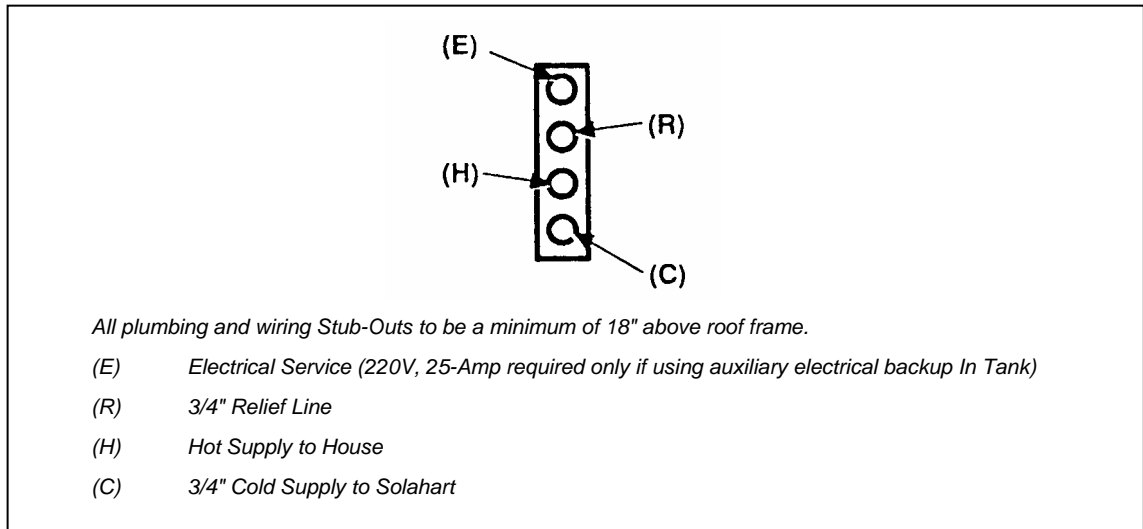 (E)
(R)
(H)
(C)
All plumbing and wiring Stub-Outs to be a minimum of 18" above roof frame.
(E) Electrical Service (220V, 25-Amp required only if using auxiliary electrical backup In Tank)
(R) 3/4" Relief Line
(H) Hot Supply to House
(C) 3/4" Cold Supply to Solahart